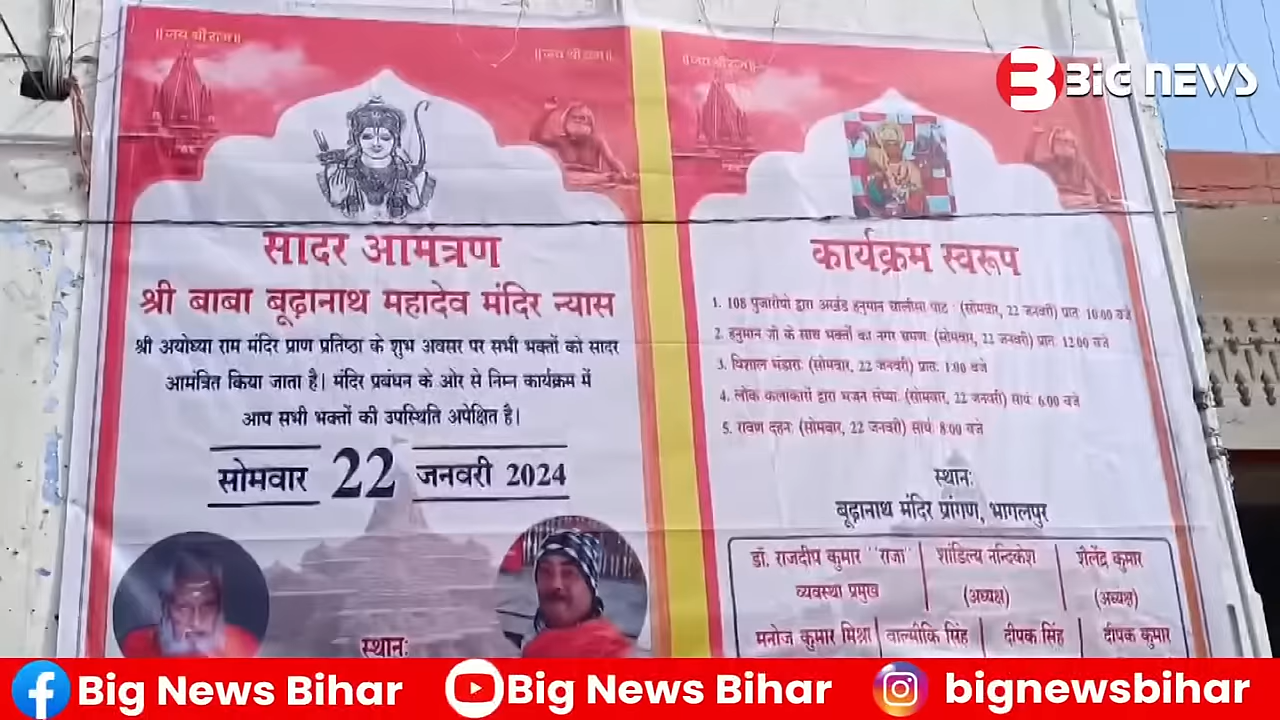 ॥जय श्रीराम॥
॥जय श्रीराम॥
सादर आमंत्रण
श्री बाबा बूढ़ानाथ महादेव मंदिर न्यास
श्री अयोध्या राम मंदिर प्राण प्रतिष्ठा के शुभ अवसर पर सभी भक्तों को सादर
आमंत्रित किया जाता है। मंदिर प्रबंधन के ओर से निम्न कार्यक्रम में
आप सभी भक्तों की उपस्थिति अपेक्षित है।
सोमवार 22 जनवरी 2024
स्थान:
॥जय श्रीराम॥
कार्यक्रम स्वरूप
1. 108 पुजारीयो द्वारा अखंड हनुमान चालीसा पाठ : (सोमवार, 22 जनवरी) प्रात: 10:00 बजे
2. हनुमान जी के साथ भक्तों का नगर भ्रमण: (सोमवार, 22 जनवरी) प्रात: 12:00 बजे
3. विशाल भंडारा: (सोमवार, 22 जनवरी) प्रात: 1:00 बजे
4. लोक कलाकारों द्वारा भजन संध्या: (सोमवार, 22 जनवरी) सायं: 6:00 बजे
5. रावण दहन: (सोमवार, 22 जनवरी) सायं: 8:00 बजे
स्थान:
बूढ़ानाथ मंदिर प्रांगण, भागलपुर
डॉ. राजदीप कुमार ''राजा'' शांडिल्य नन्दिकेश शैलेंद्र कुमार
व्यवस्था प्रमुख (अध्यक्ष) (अध्यक्ष)
मनोज कुमार मिश्रा वाल्मीकि सिंह दीपक सिंह दीपक कुमार
BiG NEWS
Big News Bihar Big News Bihar bignewsbihar